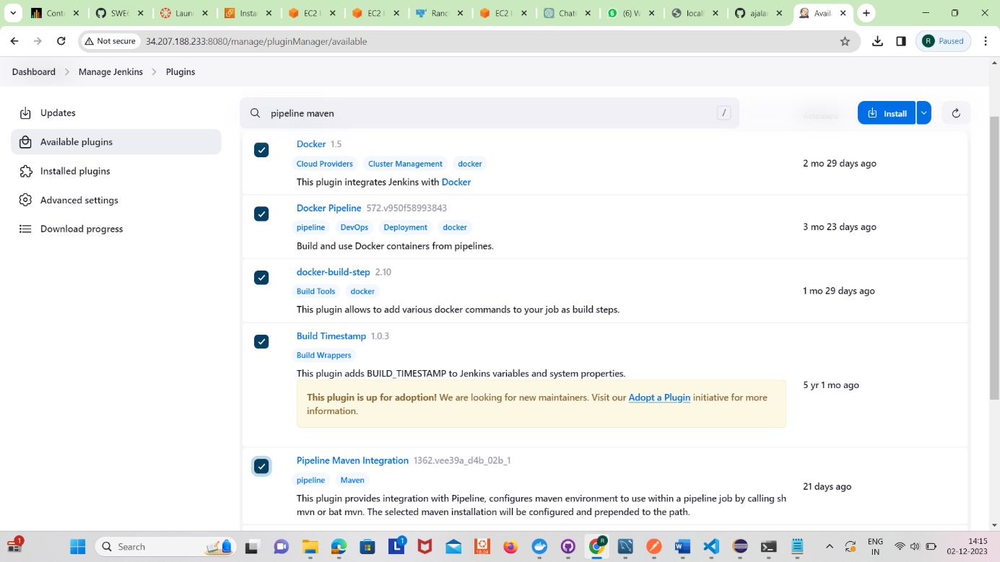 Conte
SWE6
Laun
Instar
EC2 I
EC2 I
Ranc
EC2 I
Chat
(6) W
locall
ajalac
Availa
Not secure
34.207.188.233:8080/manage/pluginManager/available
R Paused
Dashboard > Manage Jenkins > Plugins
Updates
Available plugins
Installed plugins
Advanced settings
Download progress
pipeline maven
/
Released
Install
Docker 1.5
Cloud Providers Cluster Management docker
This plugin integrates Jenkins with Docker
2 mo 29 days ago
Docker Pipeline 572.v950f58993843
pipeline DevOps Deployment docker
Build and use Docker containers from pipelines.
3 mo 23 days ago
docker-build-step 2.10
Build Tools docker
This plugin allows to add various docker commands to your job as build steps.
1 mo 29 days ago
Build Timestamp 1.0.3
Build Wrappers
This plugin adds BUILD_TIMESTAMP to Jenkins variables and system properties.
This plugin is up for adoption! We are looking for new maintainers. Visit our Adopt a Plugin initiative for more
information.
5 yr 1 mo ago
Pipeline Maven Integration 1362.vee39a_d4b_02b_1
pipeline Maven
This plugin provides integration with Pipeline, configures maven environment to use within a pipeline job by calling sh
mvn or bat mvn. The selected maven installation will be configured and prepended to the path.
21 days ago
1
Search
1
18.04
R
ENG
IN
14:15
02-12-2023